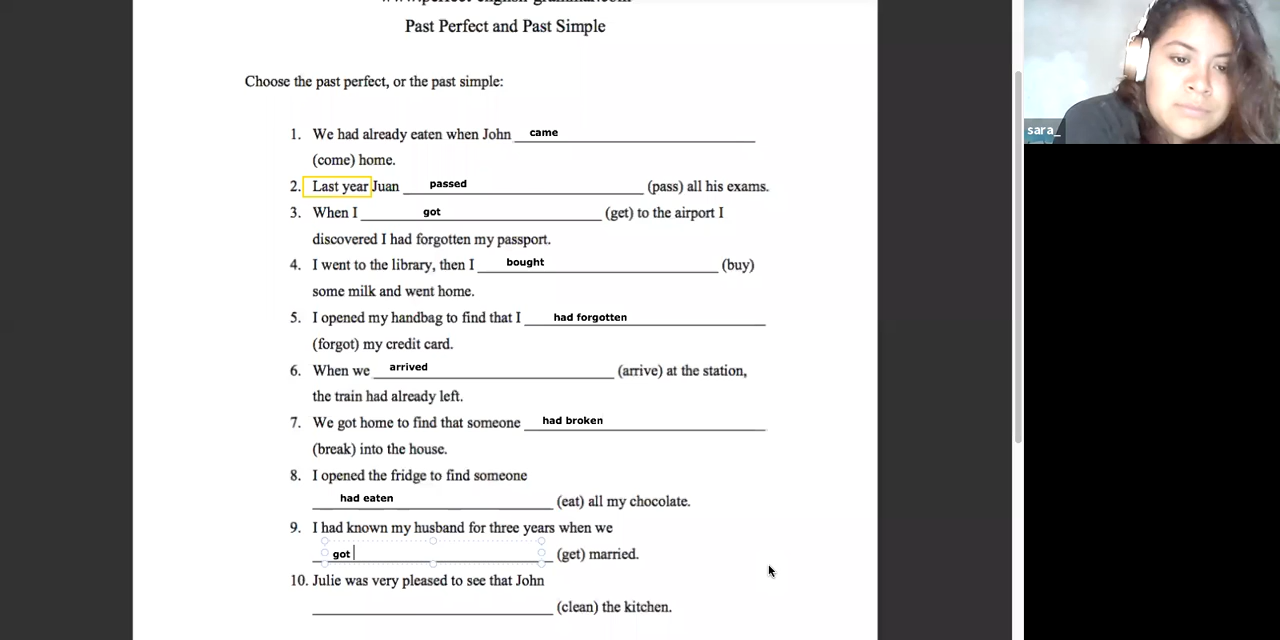 Past Perfect and Past Simple
Choose the past perfect, or the past simple:
1. We had already eaten when John came
(come) home.
2. Last year Juan passed (pass) all his exams.
3. When I got (get) to the airport I
discovered I had forgotten my passport.
4. I went to the library, then I bought (buy)
some milk and went home.
5. I opened my handbag to find that I had forgotten
(forgot) my credit card.
6. When we arrived (arrive) at the station,
the train had already left.
7. We got home to find that someone had broken
(break) into the house.
8. I opened the fridge to find someone
had eaten (eat) all my chocolate.
9. I had known my husband for three years when we
got (get) married.
10. Julie was very pleased to see that John
(clean) the kitchen.
sara_